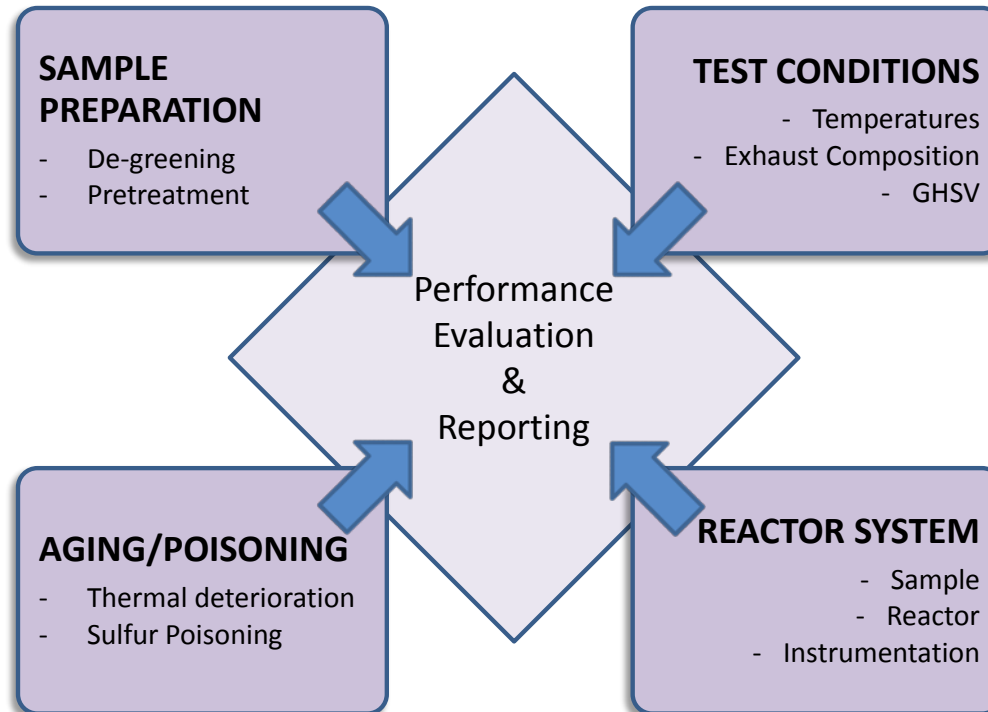 SAMPLE
PREPARATION
- De-greening
- Pretreatment
TEST CONDITIONS
- Temperatures
- Exhaust Composition
- GHSV
Performance
Evaluation
&
Reporting
AGING/POISONING
- Thermal deterioration
- Sulfur Poisoning
REACTOR SYSTEM
- Sample
- Reactor
- Instrumentation